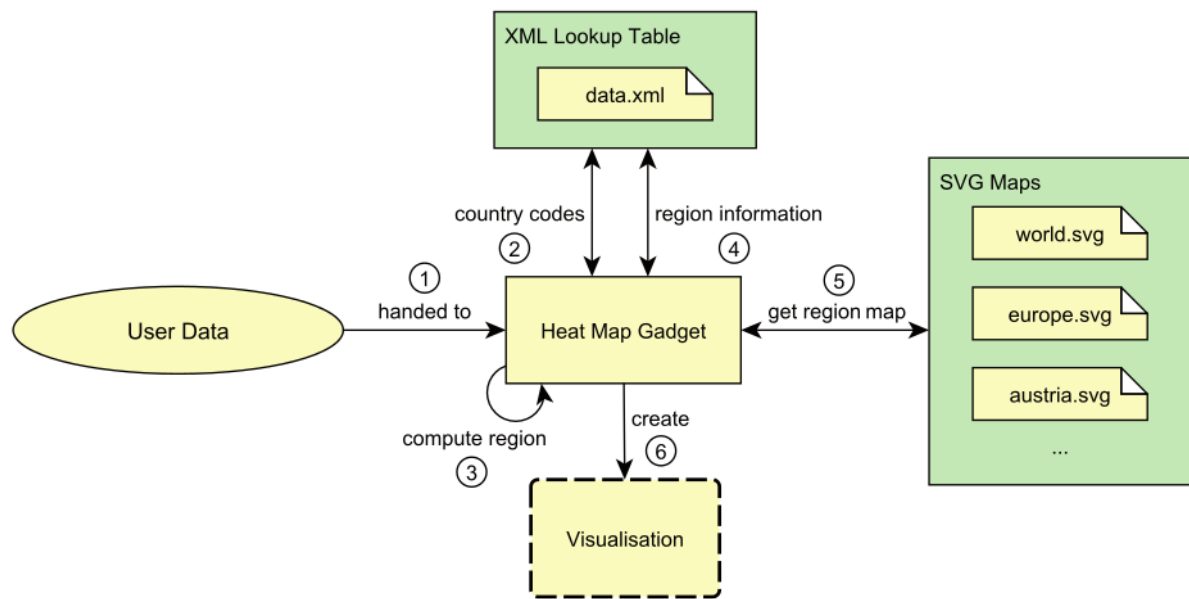 XML Lookup Table
data.xml
country codes
②
region information
④
SVG Maps
world.svg
europe.svg
austria.svg
...
①
handed to
User Data
Heat Map Gadget
⑤
get region map
compute region
③
create
⑥
Visualisation